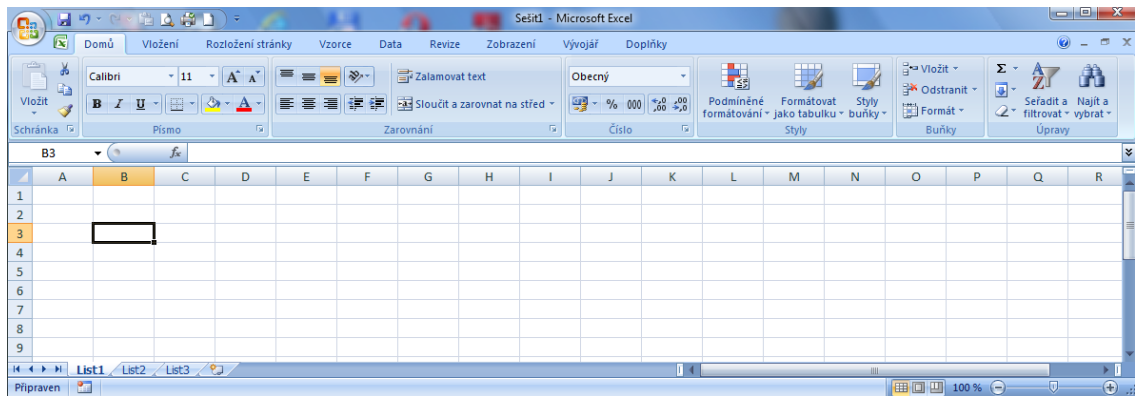 Sešit1 - Microsoft Excel
Domů Vložení Rozložení stránky Vzorce Data Revize Zobrazení Vývojář Doplňky
Vložit
Schránka
Calibri 11 A A
B I U A
Písmo
Zalamovat text
Sloučit a zarovnat na střed
Zarovnání
Obecný
% 000 ,00 ,00
Číslo
Podmíněné formátování
Formátovat jako tabulku
Styly buňky
Styly
Vložit
Odstranit
Formát
Buňky
Σ
Seřadit a filtrovat
Najít a vybrat
Úpravy
B3 fx
A B C D E F G H I J K L M N O P Q R
1
2
3
4
5
6
7
8
9
List1 List2 List3
Připraven 100 %